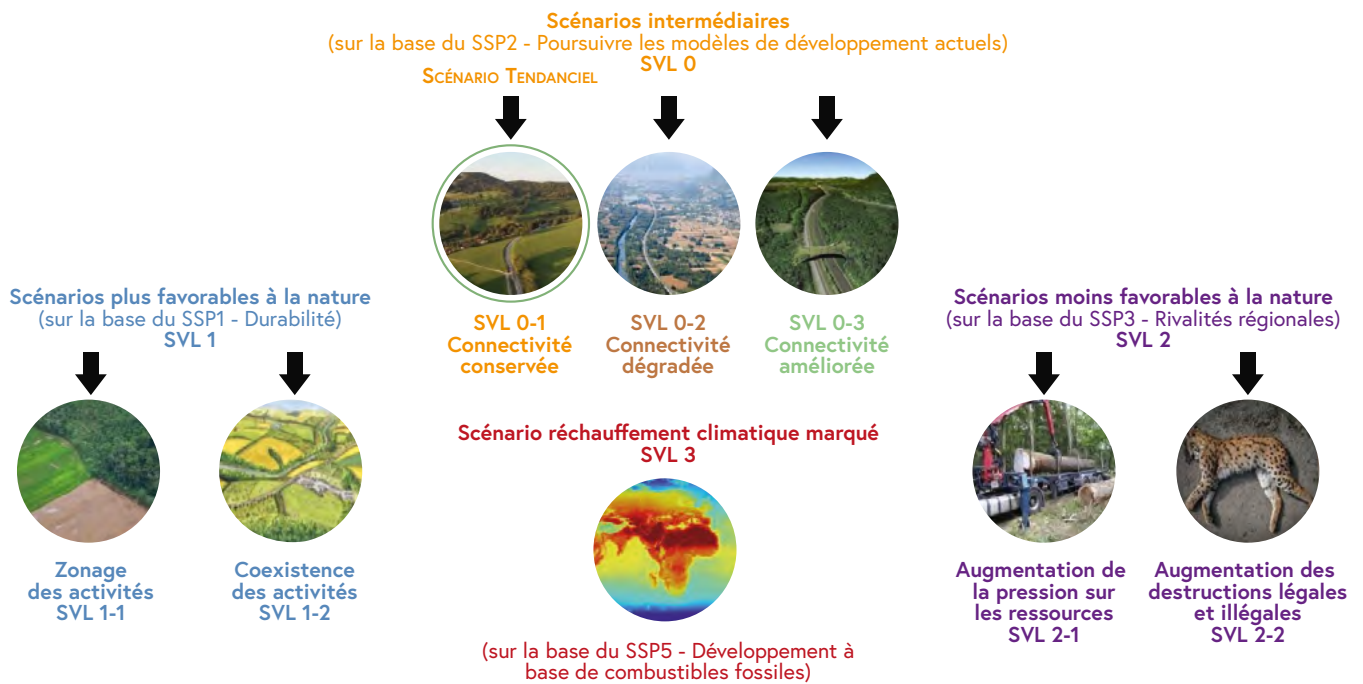 Scénarios intermédiaires
(sur la base du SSP2 - Poursuivre les modèles de développement actuels)
SVL 0
Scénario Tendanciel
SVL 0-1
Connectivité
conservée
SVL 0-2
Connectivité
dégradée
SVL 0-3
Connectivité
améliorée
Scénarios plus favorables à la nature
(sur la base du SSP1 - Durabilité)
SVL 1
Zonage
des activités
SVL 1-1
Coexistence
des activités
SVL 1-2
Scénario réchauffement climatique marqué
SVL 3
(sur la base du SSP5 - Développement à
base de combustibles fossiles)
Scénarios moins favorables à la nature
(sur la base du SSP3 - Rivalités régionales)
SVL 2
Augmentation de
la pression sur
les ressources
SVL 2-1
Augmentation des
destructions légales
et illégales
SVL 2-2